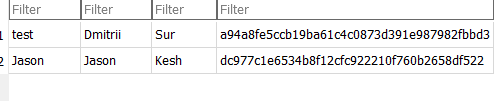 Filter Filter Filter Filter
1 test Dmitrii Sur a94a8fe5ccb19ba61c4c0873d391e987982fbbd3
2 Jason Jason Kesh dc977c1e6534b8f12cfc922210f760b2658df522